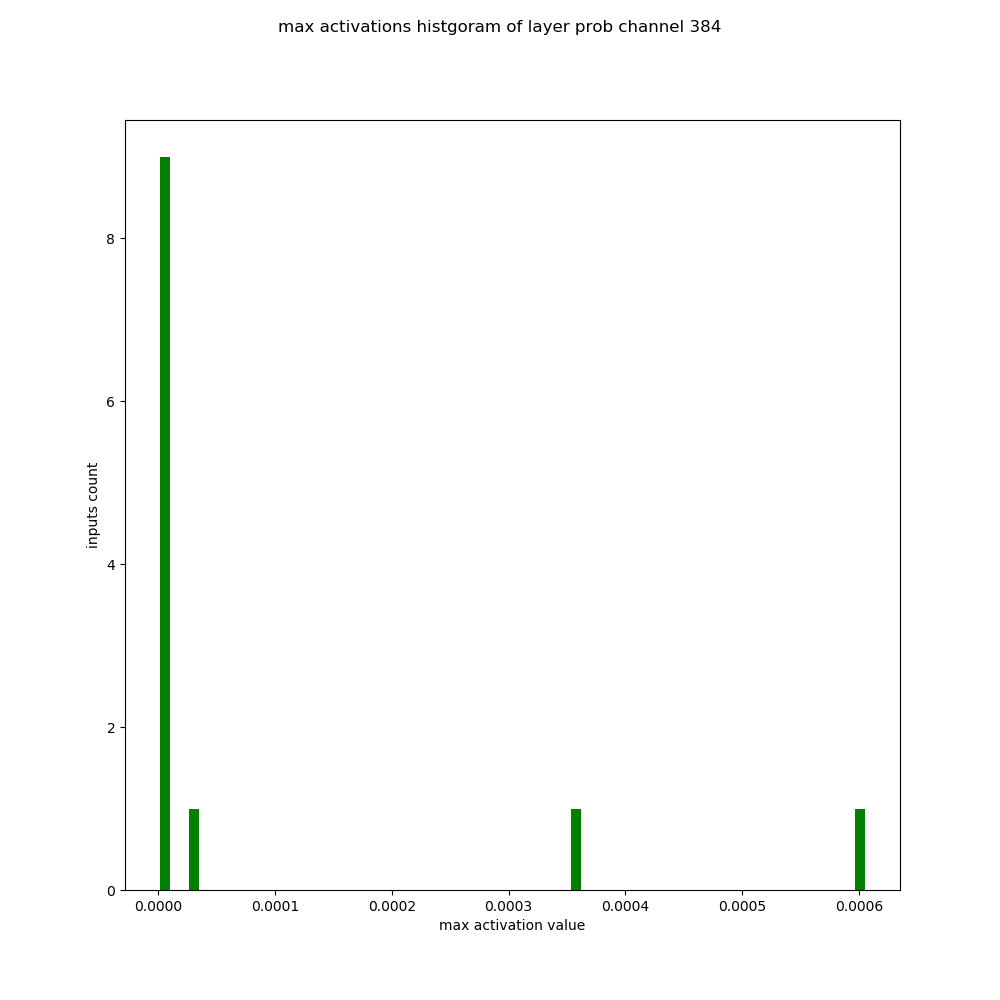 max activations histgoram of layer prob channel 384
8
6
4
2
0
inputs count
0.0000 0.0001 0.0002 0.0003 0.0004 0.0005 0.0006
max activation value